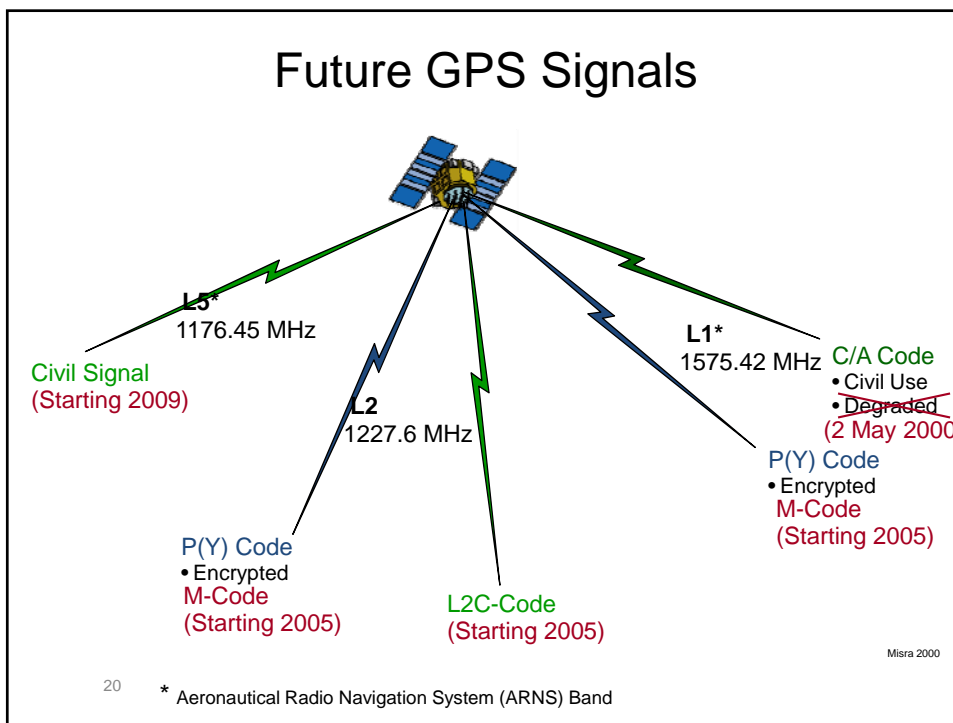 Future GPS Signals
L5*
1176.45 MHz
Civil Signal
(Starting 2009)
L2
1227.6 MHz
L1*
1575.42 MHz
C/A Code
• Civil Use
• Degraded
(2 May 2000
P(Y) Code
• Encrypted
M-Code
(Starting 2005)
P(Y) Code
• Encrypted
M-Code
(Starting 2005)
L2C-Code
(Starting 2005)
Misra 2000
20
* Aeronautical Radio Navigation System (ARNS) Band